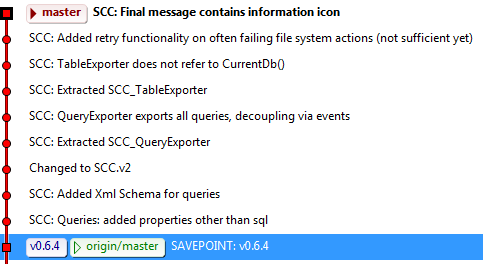 master SCC: Final message contains information icon
SCC: Added retry functionality on often failing file system actions (not sufficient yet)
SCC: TableExporter does not refer to CurrentDb()
SCC: Extracted SCC_TableExporter
SCC: QueryExporter exports all queries, decoupling via events
SCC: Extracted SCC_QueryExporter
Changed to SCC.v2
SCC: Added Xml Schema for queries
SCC: Queries: added properties other than sql
v0.6.4 origin/master SAVEPOINT: v0.6.4